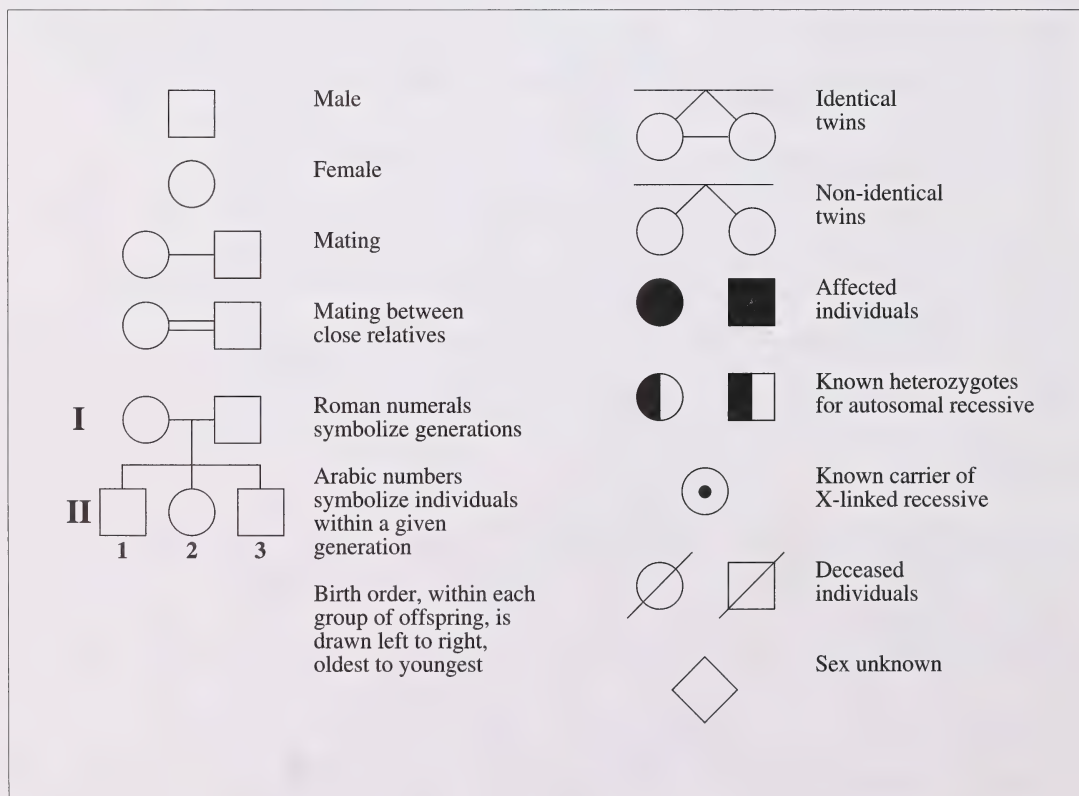 Male
Female
Mating
Mating between
close relatives
I
Roman numerals
symbolize generations
II
1 2 3
Arabic numbers
symbolize individuals
within a given
generation
Birth order, within each
group of offspring, is
drawn left to right,
oldest to youngest
Identical
twins
Non-identical
twins
Affected
individuals
Known heterozygotes
for autosomal recessive
Known carrier of
X-linked recessive
Deceased
individuals
Sex unknown